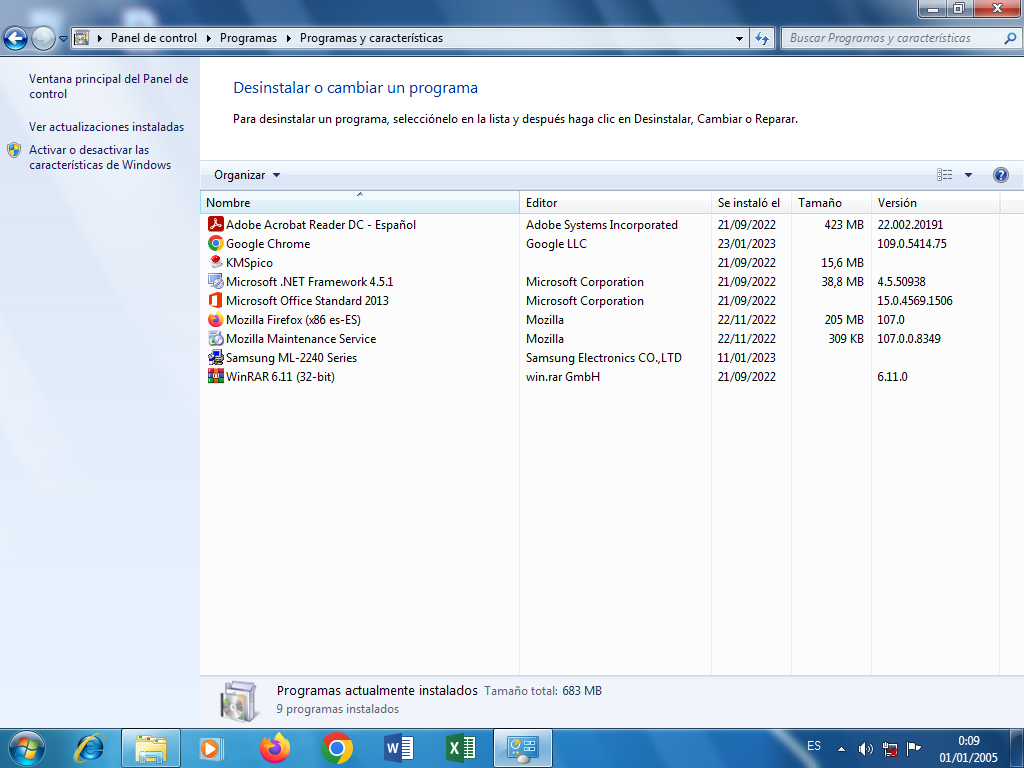 Panel de control
Programas
Programas y características
Buscar Programas y características
Ventana principal del Panel de
control
Ver actualizaciones instaladas
Activar o desactivar las
características de Windows
Desinstalar o cambiar un programa
Para desinstalar un programa, selecciónelo en la lista y después haga clic en Desinstalar, Cambiar o Reparar.
Organizar
Nombre Editor Se instaló el Tamaño Versión
Adobe Acrobat Reader DC - Español Adobe Systems Incorporated 21/09/2022 423 MB 22.002.20191
Google Chrome Google LLC 23/01/2023 109.0.5414.75
KMSpico 21/09/2022 15,6 MB
Microsoft .NET Framework 4.5.1 Microsoft Corporation 21/09/2022 38,8 MB 4.5.50938
Microsoft Office Standard 2013 Microsoft Corporation 21/09/2022 15.0.4569.1506
Mozilla Firefox (x86 es-ES) Mozilla 22/11/2022 205 MB 107.0
Mozilla Maintenance Service Mozilla 22/11/2022 309 KB 107.0.0.8349
Samsung ML-2240 Series Samsung Electronics CO.,LTD 11/01/2023
WinRAR 6.11 (32-bit) win.rar GmbH 21/09/2022 6.11.0
Programas actualmente instalados Tamaño total: 683 MB
9 programas instalados
ES
0:09
01/01/2005